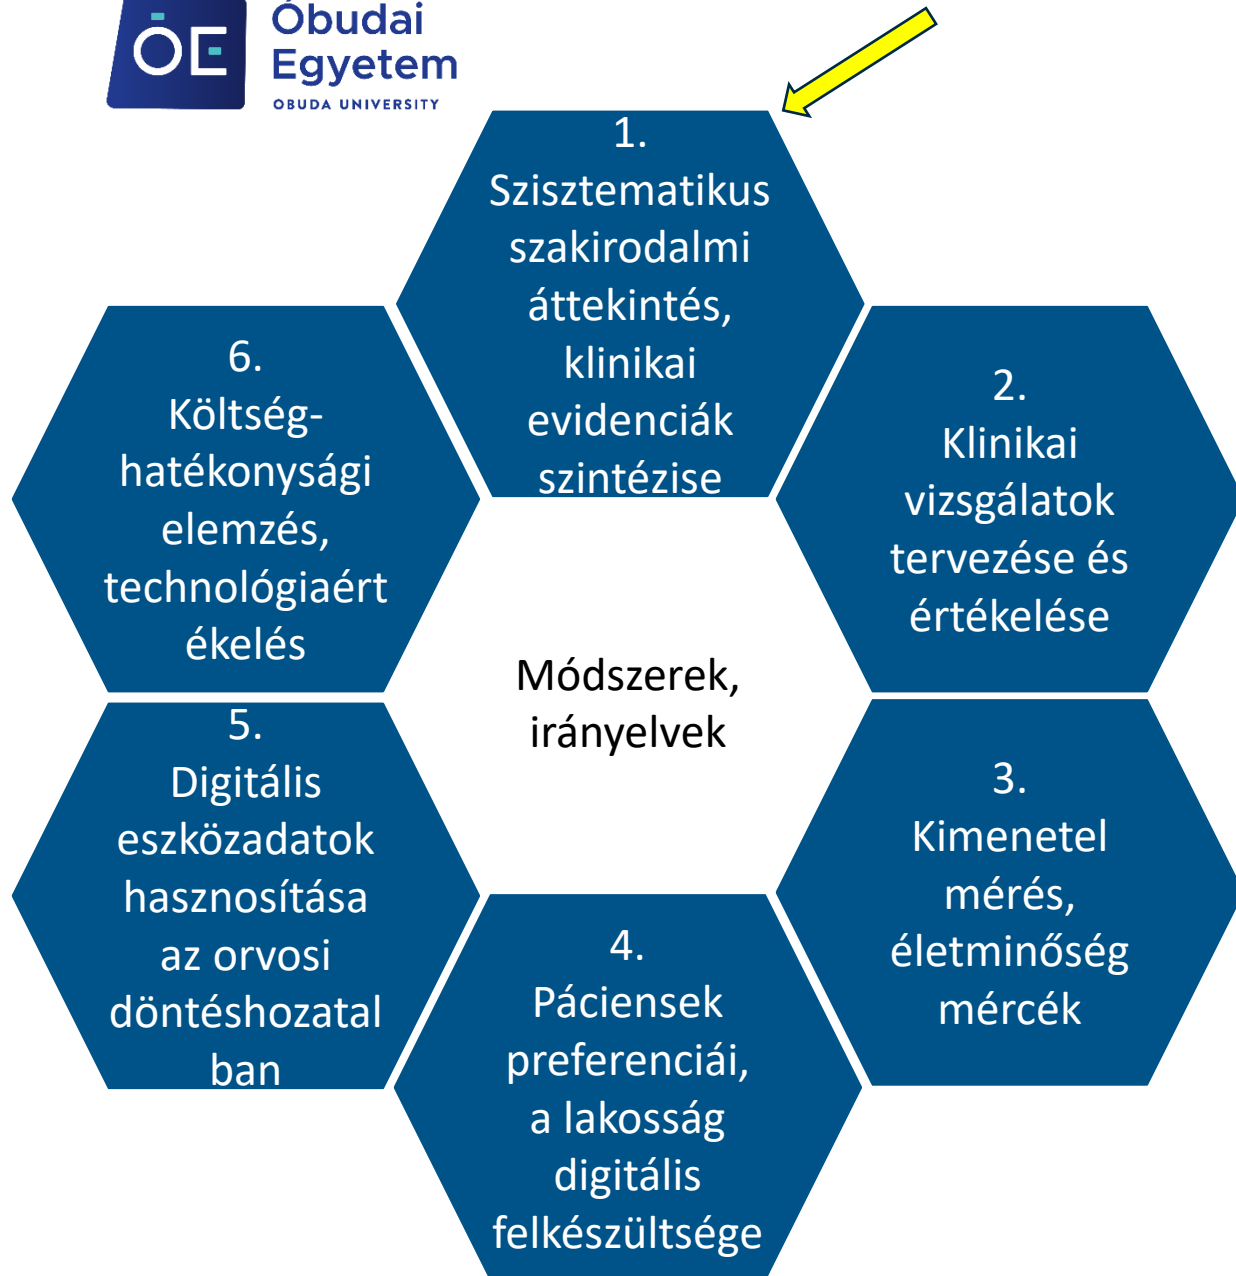 ÓE
Óbudai
Egyetem
OBUDA UNIVERSITY
1.
Szisztematikus
szakirodalmi
áttekintés,
klinikai
evidenciák
szintézise
2.
Klinikai
vizsgálatok
tervezése és
értékelése
3.
Kimenetel
mérés,
életminőség
mércék
4.
Páciensek
preferenciái,
a lakosság
digitális
felkészültsége
5.
Digitális
eszközadatok
hasznosítása
az orvosi
döntéshozatal
ban
6.
Költség-
hatékonysági
elemzés,
technológiaért
ékelés
Módszerek,
irányelvek